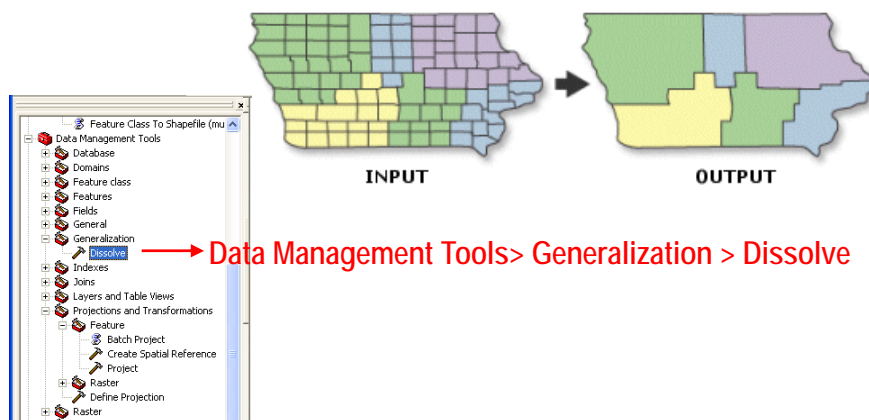 INPUT
OUTPUT
x
Feature Class To Shapefile (mu
Data Management Tools
Database
Domains
Feature class
Features
Fields
General
Generalization
Dissolve
Data Management Tools> Generalization > Dissolve
Indexes
Joins
Layers and Table Views
Projections and Transformations
Feature
Batch Project
Create Spatial Reference
Project
Raster
Define Projection
Raster